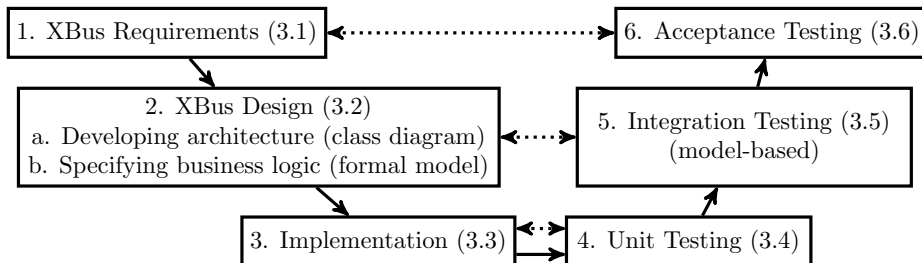 1. XBus Requirements (3.1)
6. Acceptance Testing (3.6)
2. XBus Design (3.2)
a. Developing architecture (class diagram)
b. Specifying business logic (formal model)
5. Integration Testing (3.5)
(model-based)
3. Implementation (3.3)
4. Unit Testing (3.4)